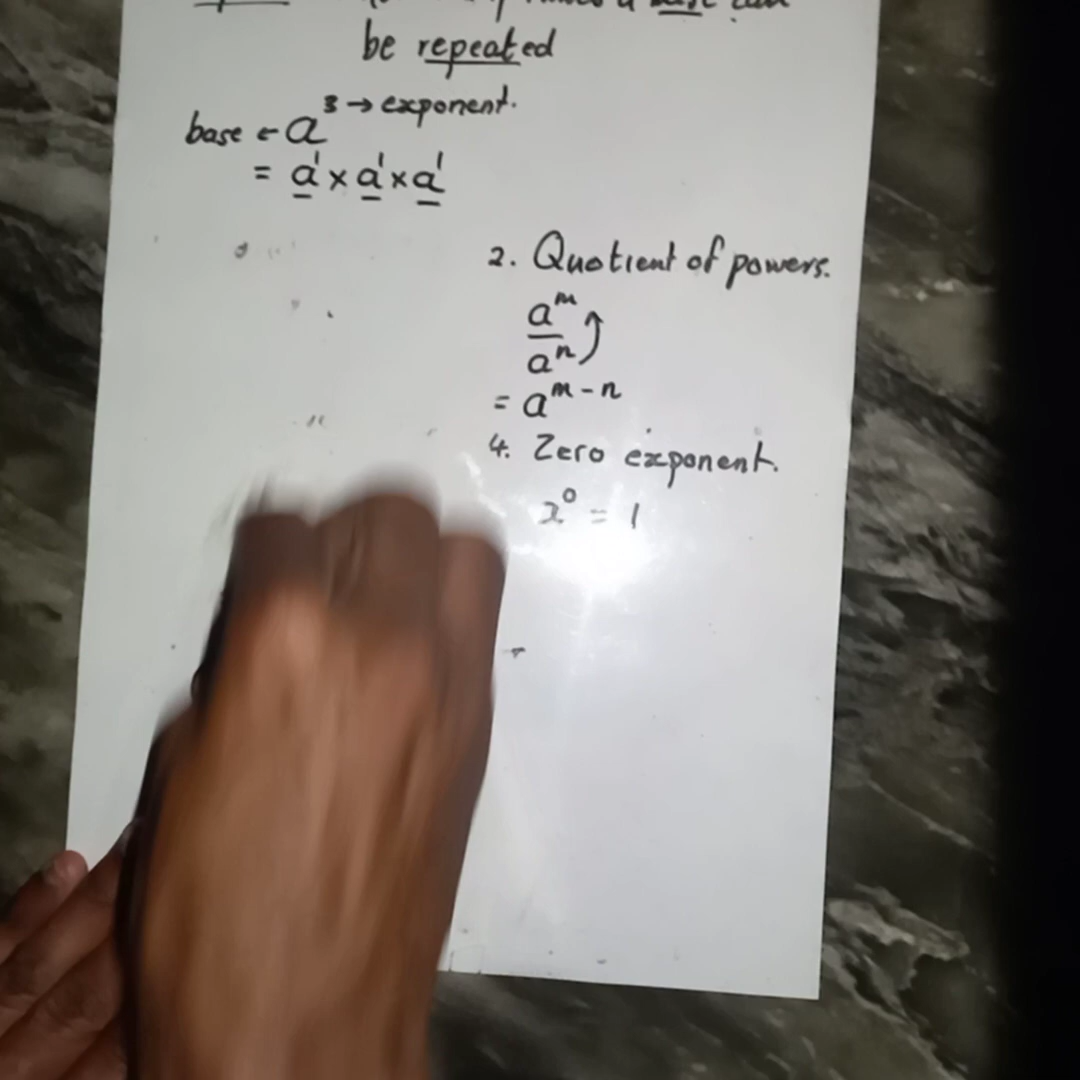 be repeated
base ← a³ → exponent.
= a¹ × a¹ × a¹
2. Quotient of powers.
aᵐ
aⁿ
= aᵐ⁻ⁿ
4. Zero exponent.
x⁰ = 1